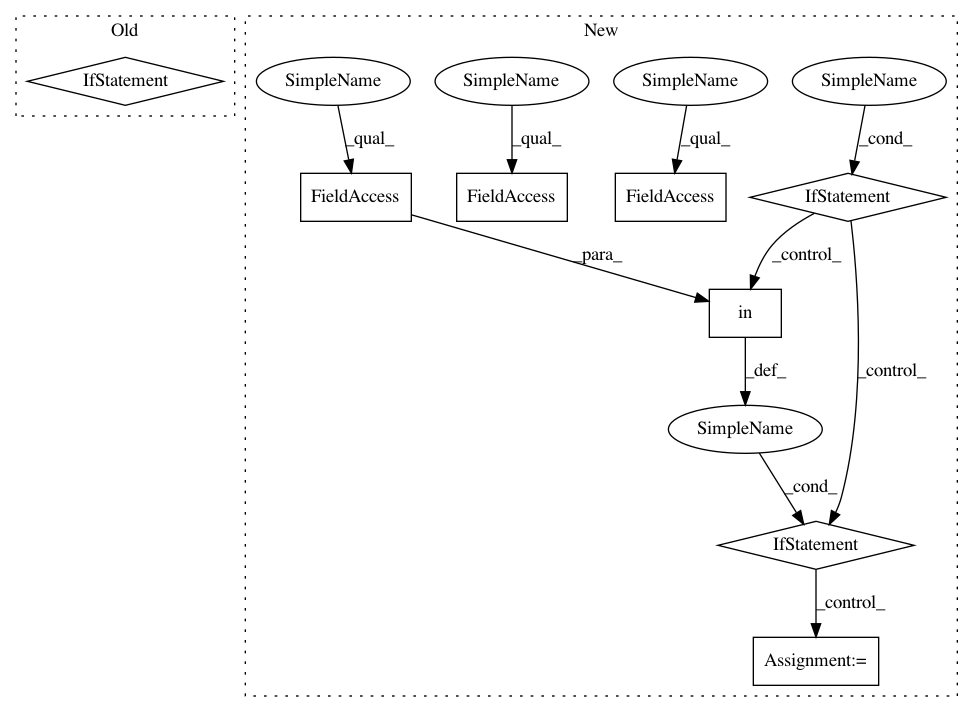 Old
New
IfStatement
SimpleName
SimpleName
SimpleName
SimpleName
_qual_
_qual_
_qual_
_cond_
FieldAccess
FieldAccess
FieldAccess
IfStatement
_para_
_control_
in
_def_
_control_
SimpleName
_cond_
IfStatement
_control_
Assignment:=